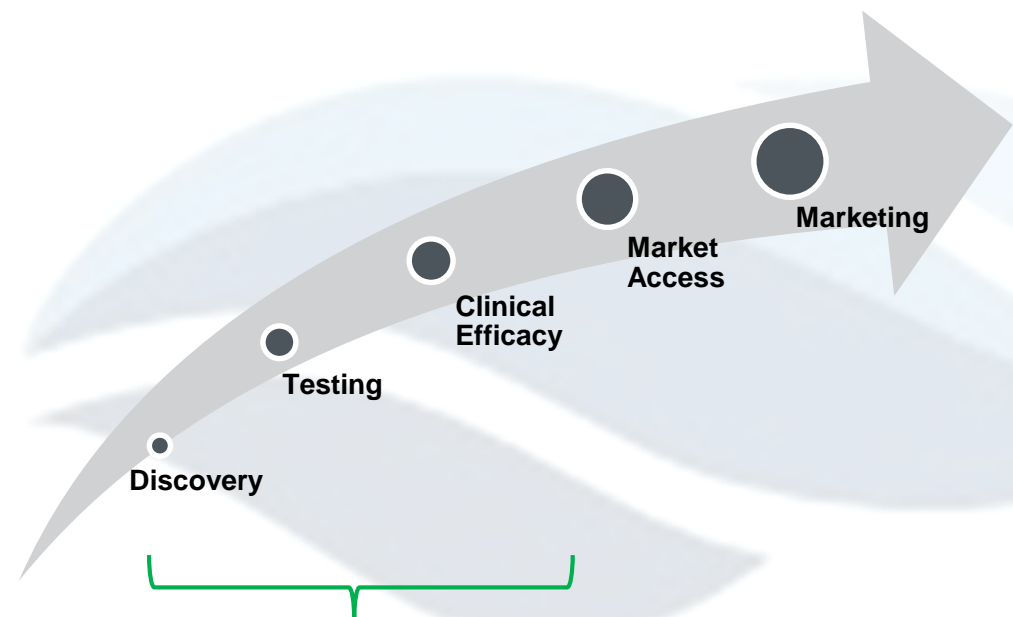 Marketing
Market
Access
Clinical
Efficacy
Testing
Discovery